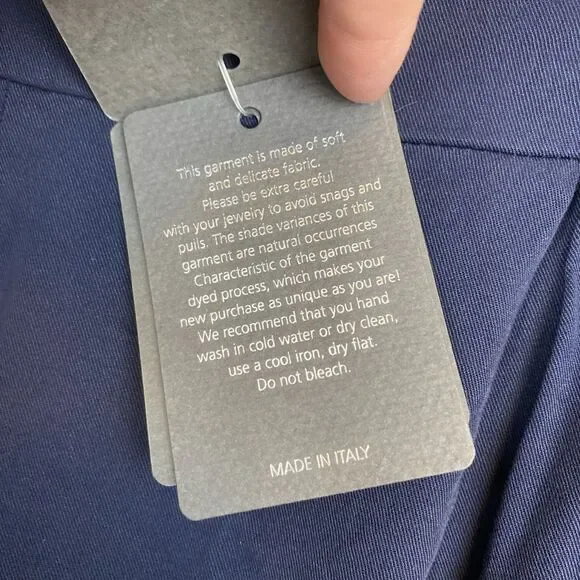 This garment is made of soft
and delicate fabric.
Please be extra careful
with your jewelry to avoid snags and
pulls. The shade variances of this
garment are natural occurrences
Characteristic of the garment
dyed process, which makes your
new purchase as unique as you are!
We recommend that you hand
wash in cold water or dry clean,
use a cool iron, dry flat.
Do not bleach.
MADE IN ITALY